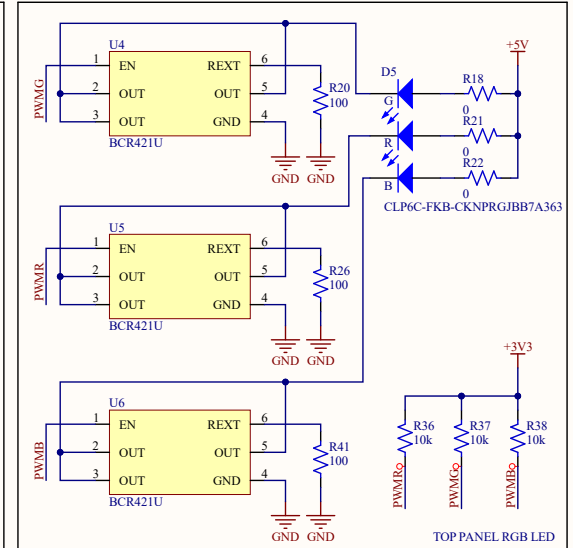 U4
1 EN REXT 6
2 OUT OUT 5
3 OUT GND 4
BCR421U
PWMG
R20
100
GND GND
+5V
D5
G
R
B
R18
0
R21
0
R22
0
CLP6C-FKB-CKNPRGJBB7A363
U5
1 EN REXT 6
2 OUT OUT 5
3 OUT GND 4
BCR421U
PWMR
R26
100
GND GND
U6
1 EN REXT 6
2 OUT OUT 5
3 OUT GND 4
BCR421U
PWMB
R41
100
GND GND
+3V3
R36
10k
R37
10k
R38
10k
PWMR
PWMG
PWMB
TOP PANEL RGB LED